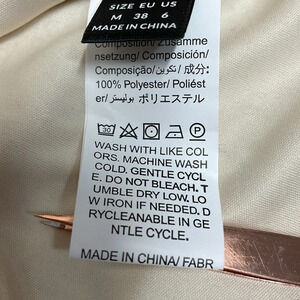 SIZE EU US
M 38 6
MADE IN CHINA
Composition/Zusamme
nsetzung/Composición/
Composição/تكوين/成分:
100% Polyester/Poliést
er/بوليستر/ポリエステル
30
P
WASH WITH LIKE COL
ORS. MACHINE WASH
COLD. GENTLE CYCL
E. DO NOT BLEACH. T
UMBLE DRY LOW. LO
W IRON IF NEEDED. D
RYCLEANABLE IN GE
NTLE CYCLE.
MADE IN CHINA/ FABR